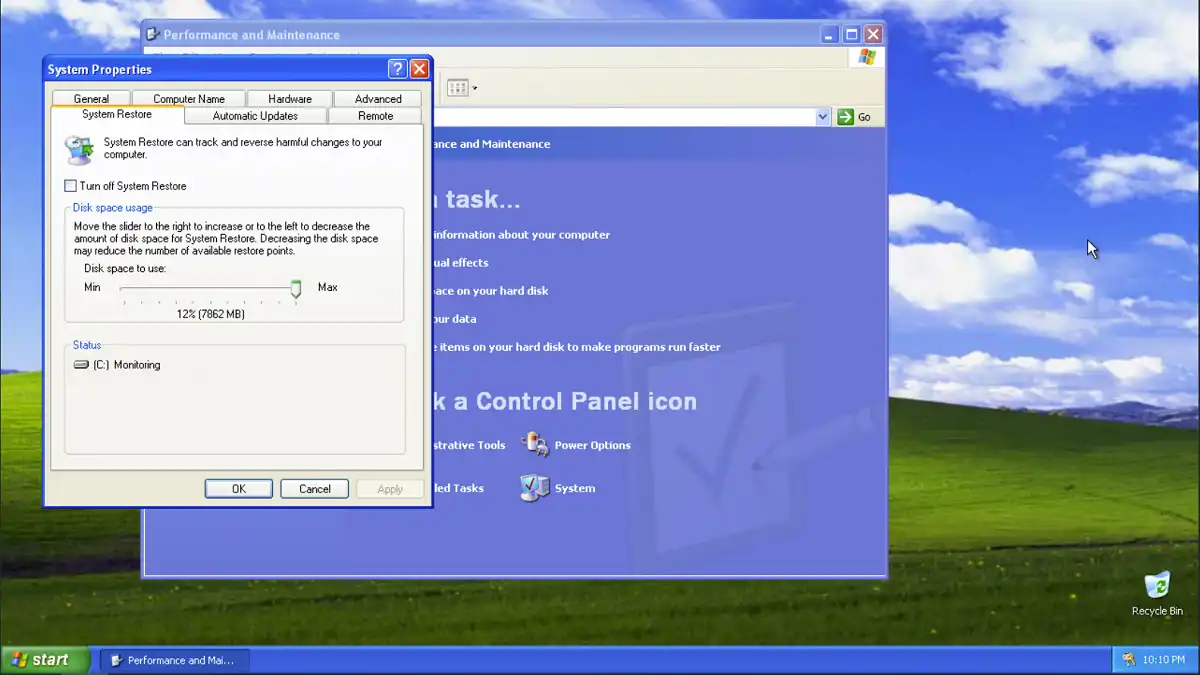 Performance and Maintenance
System Properties
General
Computer Name
Hardware
Advanced
System Restore
Automatic Updates
Remote
System Restore can track and reverse harmful changes to your
computer.
Turn off System Restore
Disk space usage
Move the slider to the right to increase or to the left to decrease the
amount of disk space for System Restore. Decreasing the disk space
may reduce the number of available restore points.
Disk space to use:
Min
Max
12% (7862 MB)
Status
(C:) Monitoring
OK
Cancel
Apply
Go
ance and Maintenance
task...
information about your computer
ual effects
ace on your hard disk
our data
e items on your hard disk to make programs run faster
k a Control Panel icon
strative Tools
Power Options
led Tasks
System
Recycle Bin
start
Performance and Mai...
10:10 PM